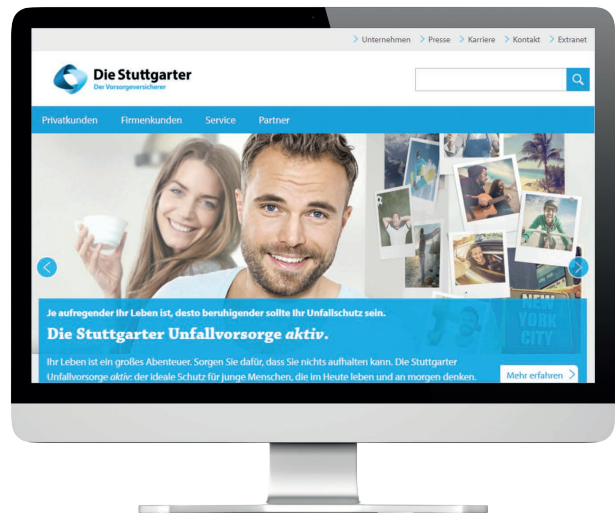 Unternehmen Presse Karriere Kontakt Extranet
Die Stuttgarter
Der Vorsorgeversicherer
Privatkunden Firmenkunden Service Partner
NEW
YORK
CITY
Je aufregender Ihr Leben ist, desto beruhigender sollte Ihr Unfallschutz sein.
Die Stuttgarter Unfallvorsorge aktiv.
Ihr Leben ist ein großes Abenteuer. Sorgen Sie dafür, dass Sie nichts aufhalten kann. Die Stuttgarter
Unfallvorsorge aktiv: der ideale Schutz für junge Menschen, die im Heute leben und an morgen denken.
Mehr erfahren